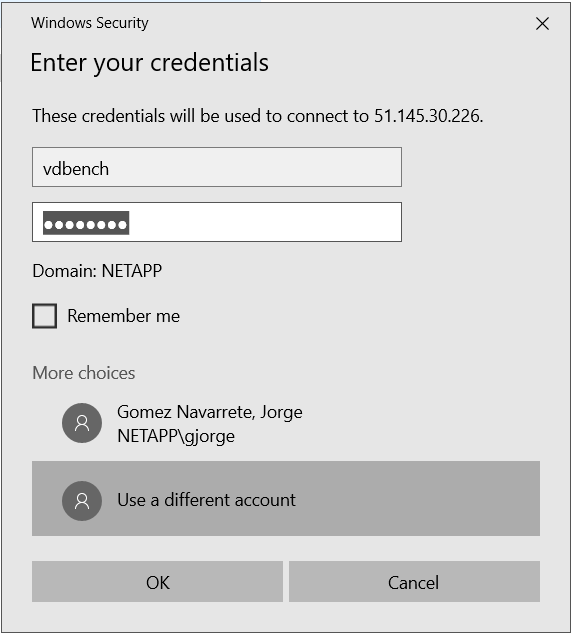 Windows Security
Enter your credentials
These credentials will be used to connect to 51.145.30.226.
vdbench
●●●●●●●●
Domain: NETAPP
Remember me
More choices
Gomez Navarrete, Jorge
NETAPP\gjorge
Use a different account
OK
Cancel